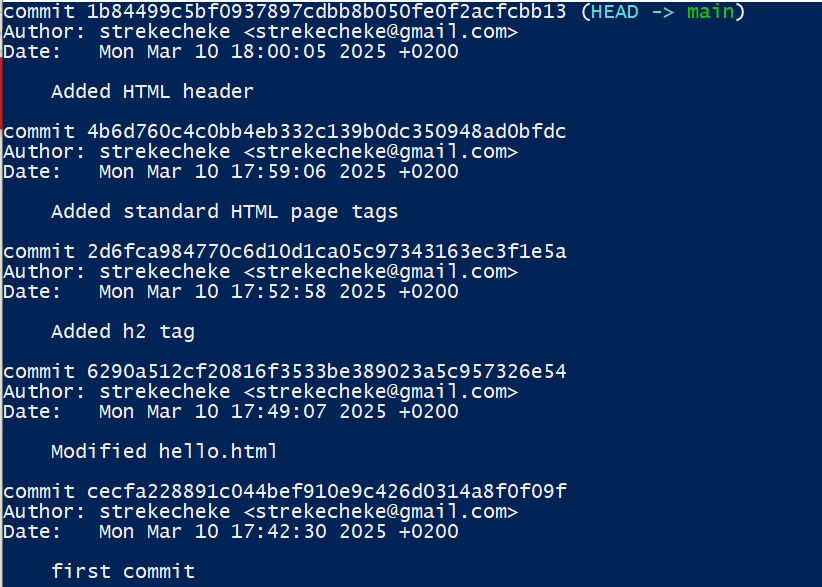 commit 1b84499c5bf0937897cdbb8b050fe0f2acfcbb13 (HEAD -> main)
Author: strekecheke <strekecheke@gmail.com>
Date:   Mon Mar 10 18:00:05 2025 +0200
    Added HTML header
commit 4b6d760c4c0bb4eb332c139b0dc350948ad0bfdc
Author: strekecheke <strekecheke@gmail.com>
Date:   Mon Mar 10 17:59:06 2025 +0200
    Added standard HTML page tags
commit 2d6fca984770c6d10d1ca05c97343163ec3f1e5a
Author: strekecheke <strekecheke@gmail.com>
Date:   Mon Mar 10 17:52:58 2025 +0200
    Added h2 tag
commit 6290a512cf20816f3533be389023a5c957326e54
Author: strekecheke <strekecheke@gmail.com>
Date:   Mon Mar 10 17:49:07 2025 +0200
    Modified hello.html
commit cecfa228891c044bef910e9c426d0314a8f0f09f
Author: strekecheke <strekecheke@gmail.com>
Date:   Mon Mar 10 17:42:30 2025 +0200
    first commit